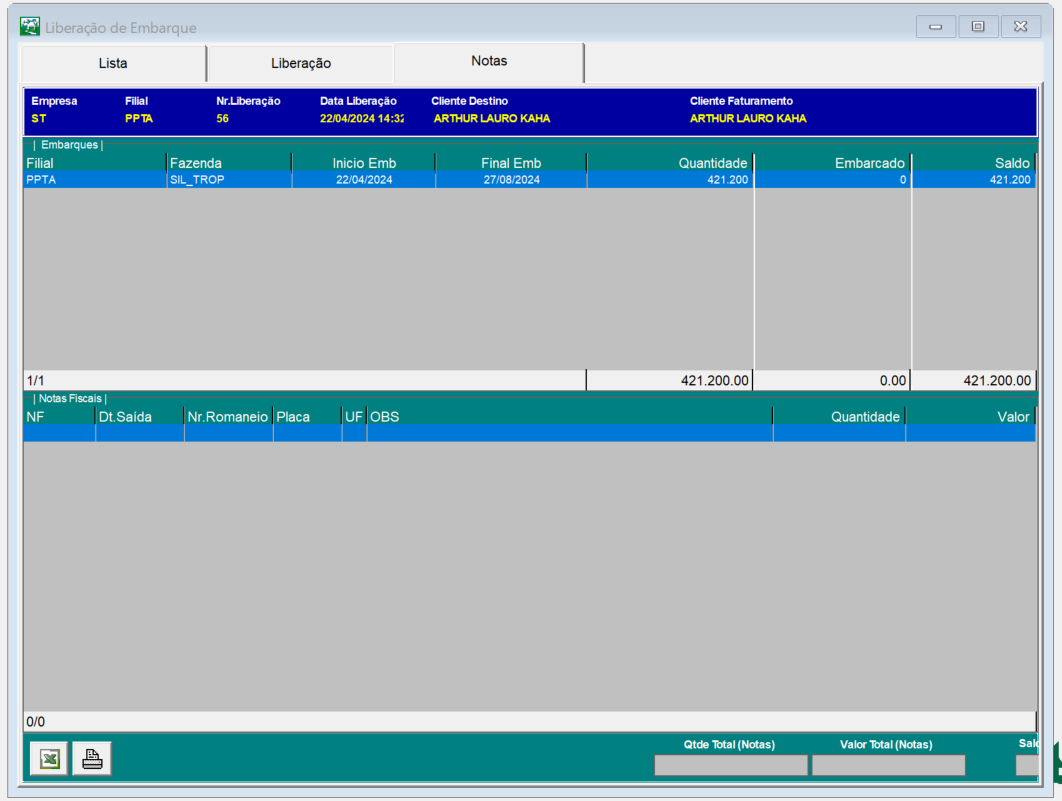 Liberação de Embarque
Lista Liberação Notas
Empresa Filial Nr.Liberação Data Liberação Cliente Destino Cliente Faturamento
ST PPTA 56 22/04/2024 14:32 ARTHUR LAURO KAHA ARTHUR LAURO KAHA
| Embarques |
Filial Fazenda Inicio Emb Final Emb Quantidade Embarcado Saldo
PPTA SIL_TROP 22/04/2024 27/08/2024 421.200 0 421.200
1/1 421.200.00 0.00 421.200.00
| Notas Fiscais |
NF Dt.Saída Nr.Romaneio Placa UF OBS Quantidade Valor
0/0
Qtde Total (Notas) Valor Total (Notas)